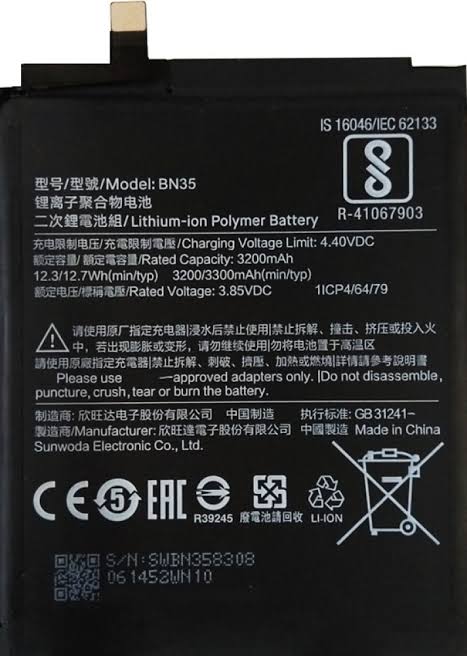 IS 16046/IEC 62133
R-41067903
型号/型號/Model: BN35
锂离子聚合物电池
二次鋰電池組/Lithium-ion Polymer Battery
充电限制电压/充電限制電壓/Charging Voltage Limit: 4.40VDC
额定容量/ 額定電容量/Rated Capacity: 3200mAh
12.3/12.7Wh(min/typ) 3200/3300mAh(min/typ)
额定电压/標稱電壓/Rated Voltage: 3.85VDC 1ICP4/64/79
请使用原厂指定充电器|浸水后禁止使用|禁止拆解、撞击、挤压或投入火
中，若出现膨胀或变形，请勿继续使用|勿将电池置于高温区
請使用原廠指定充電器|禁止拆解、刺破、擠壓、加熱或燃燒|詳情請參考此說明書
Please use —approved adapters only. |Do not disassemble,
puncture, crush, tear or burn the battery.
制造商: 欣旺达电子股份有限公司 中国制造 执行标准: GB 31241-
製造商/Manufacturer: 欣旺達電子股份有限公司 中國製造 Made in China
Sunwoda Electronic Co., Ltd.
CE 5 EAC
R39245 廢電池請回收 LI-ION
S/N:SWBN358308
061452WN10